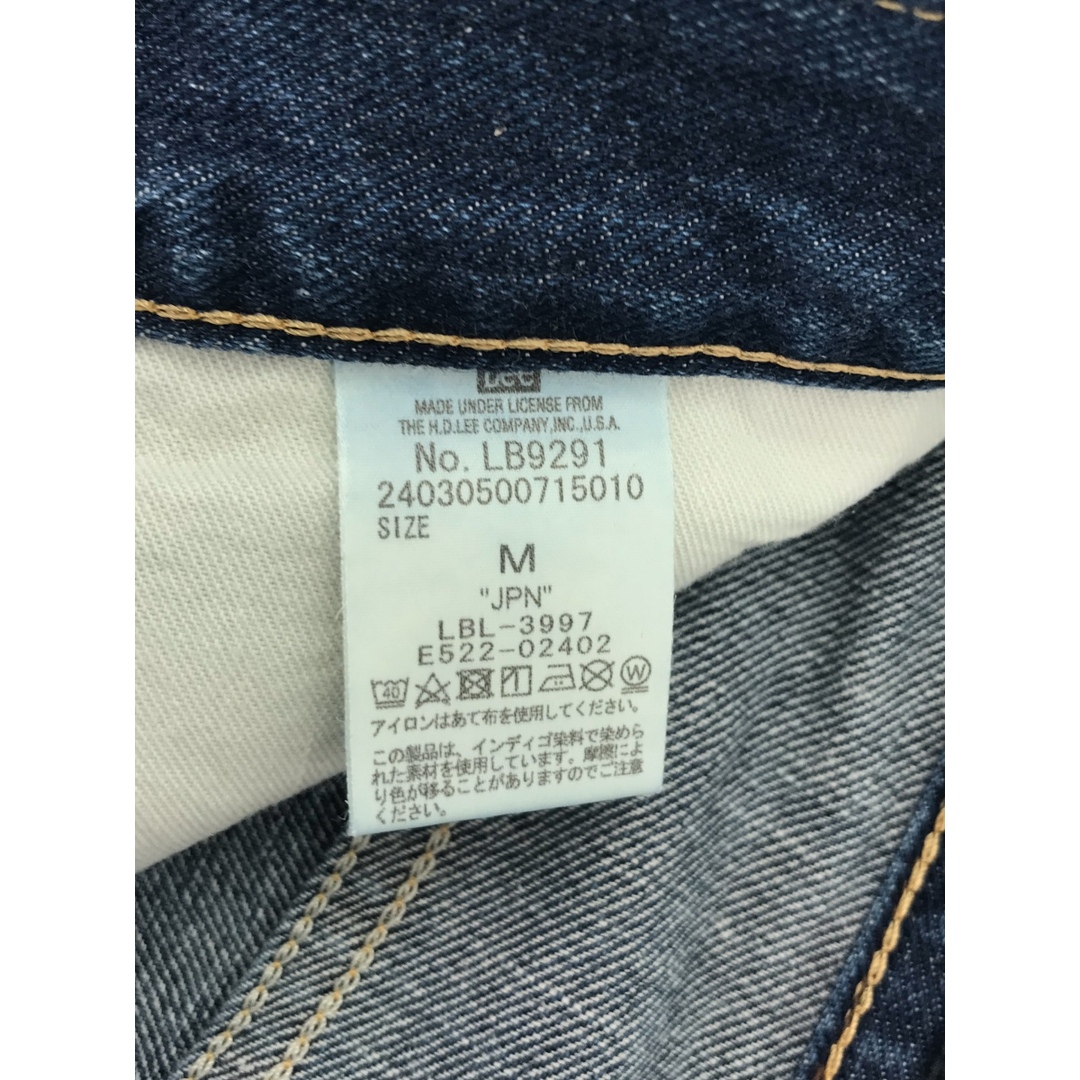 Lee
MADE UNDER LICENSE FROM
THE H.D.LEE COMPANY,INC.,U.S.A.
No. LB9291
24030500715010
SIZE
M
"JPN"
LBL-3997
E522-02402
40 W
アイロンはあて布を使用してください。
この製品は、インディゴ染料で染めら
れた素材を使用しています。摩擦によ
り色が移ることがありますのでご注意
ください。